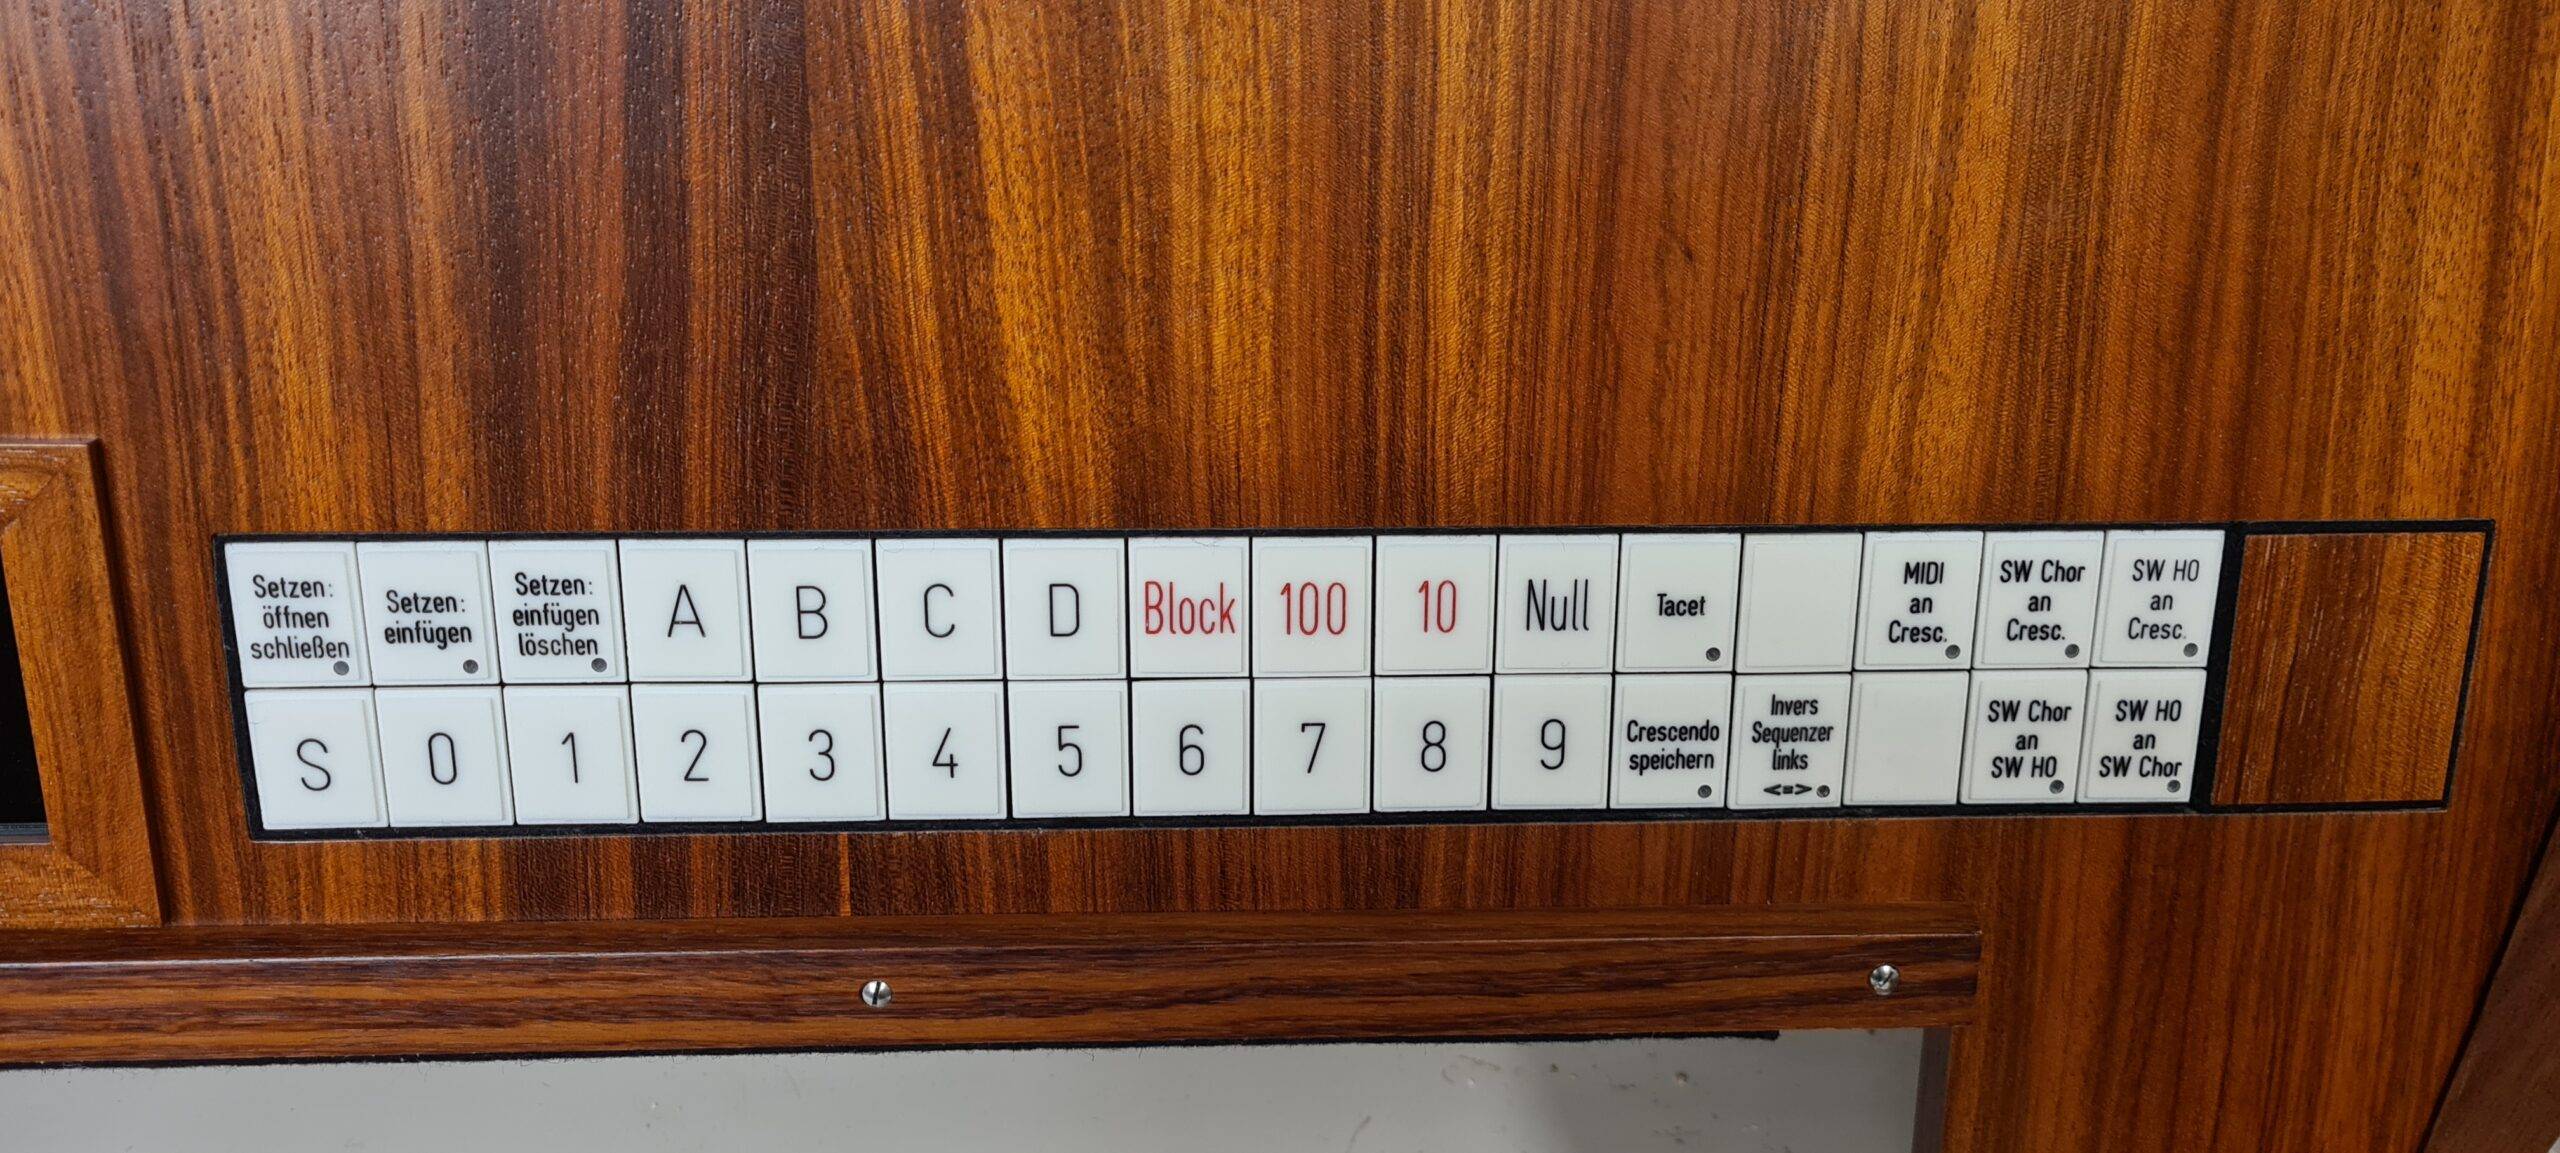 Setzen:
öffnen
schließen
Setzen:
einfügen
Setzen:
einfügen
löschen
A
B
C
D
Block
100
10
Null
Tacet
MIDI
an
Cresc.
SW Chor
an
Cresc.
SW HO
an
Cresc.
S
0
1
2
3
4
5
6
7
8
9
Crescendo
speichern
Invers
Sequenzer
links
<=>
SW Chor
an
SW HO
SW HO
an
SW Chor